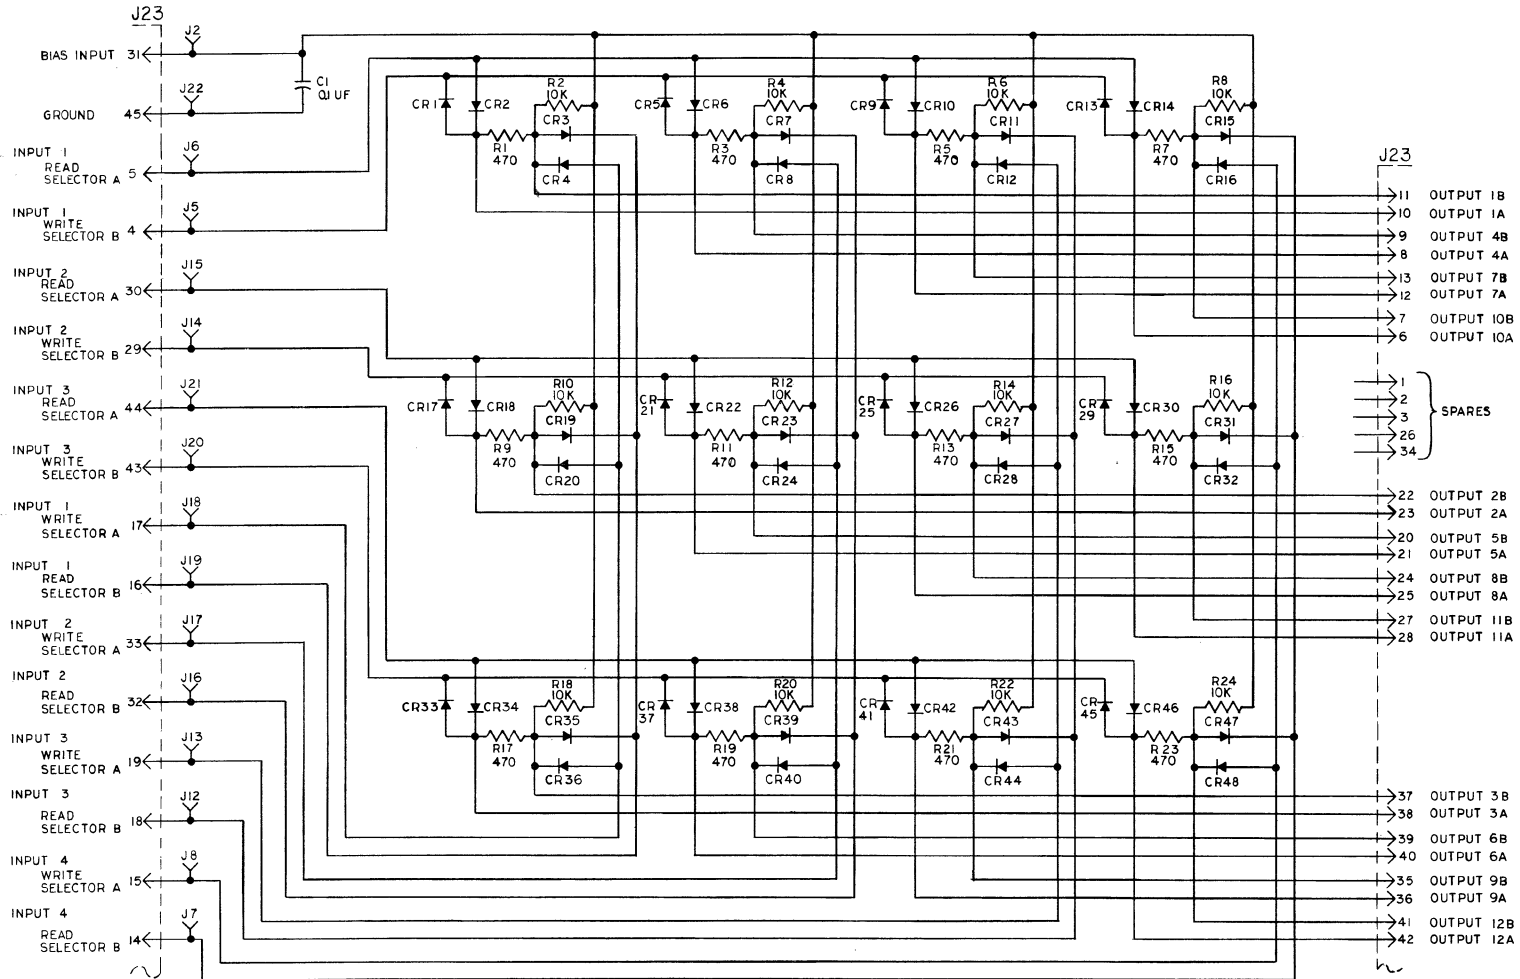 J23
J2
BIAS INPUT 31
C1
0.1 UF
J22
GROUND 45
INPUT 1
READ
SELECTOR A 5
J6
INPUT 1
WRITE
SELECTOR B 4
J5
INPUT 2
READ
SELECTOR A 30
J15
INPUT 2
WRITE
SELECTOR B 29
J14
INPUT 3
READ
SELECTOR A 44
J21
INPUT 3
WRITE
SELECTOR B 43
J20
INPUT 1
WRITE
SELECTOR A 17
J18
INPUT 1
READ
SELECTOR B 16
J19
INPUT 2
WRITE
SELECTOR A 33
J17
INPUT 2
READ
SELECTOR B 32
J16
INPUT 3
WRITE
SELECTOR A 19
J13
INPUT 3
READ
SELECTOR B 18
J12
INPUT 4
WRITE
SELECTOR A 15
J8
INPUT 4
READ
SELECTOR B 14
J7
CR1
CR2
R2
10K
CR3
R1
470
CR4
CR5
CR6
R4
10K
CR7
R3
470
CR8
CR9
CR10
R6
10K
CR11
R5
470
CR12
CR13
CR14
R8
10K
CR15
R7
470
CR16
CR17
CR18
R10
10K
CR19
R9
470
CR20
CR
21
CR22
R12
10K
CR23
R11
470
CR24
CR
25
CR26
R14
10K
CR27
R13
470
CR28
CR
29
CR30
R16
10K
CR31
R15
470
CR32
CR33
CR34
R18
10K
CR35
R17
470
CR36
CR
37
CR38
R20
10K
CR39
R19
470
CR40
CR
41
CR42
R22
10K
CR43
R21
470
CR44
CR
45
CR46
R24
10K
CR47
R23
470
CR48
J23
11 OUTPUT 1B
10 OUTPUT 1A
9 OUTPUT 4B
8 OUTPUT 4A
13 OUTPUT 7B
12 OUTPUT 7A
7 OUTPUT 10B
6 OUTPUT 10A
1
2
3
26
34
SPARES
22 OUTPUT 2B
23 OUTPUT 2A
20 OUTPUT 5B
21 OUTPUT 5A
24 OUTPUT 8B
25 OUTPUT 8A
27 OUTPUT 11B
28 OUTPUT 11A
37 OUTPUT 3B
38 OUTPUT 3A
39 OUTPUT 6B
40 OUTPUT 6A
35 OUTPUT 9B
36 OUTPUT 9A
41 OUTPUT 12B
42 OUTPUT 12A